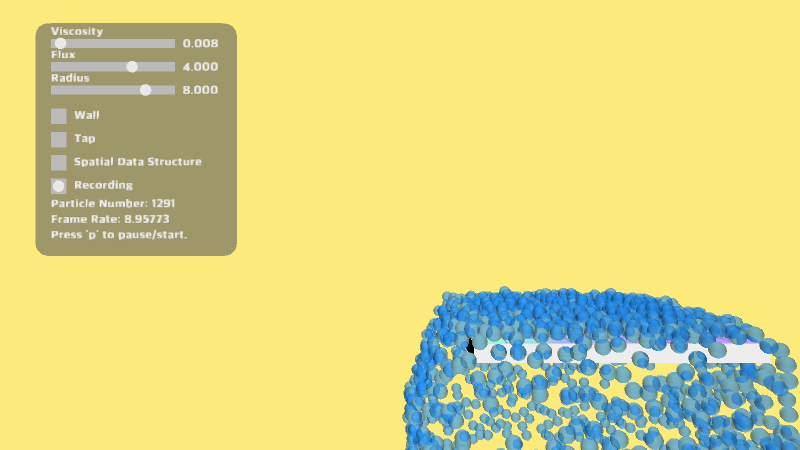 Viscosity
0.008
Flux
4.000
Radius
8.000
Wall
Tap
Spatial Data Structure
Recording
Particle Number: 1291
Frame Rate: 8.95773
Press `p` to pause/start.